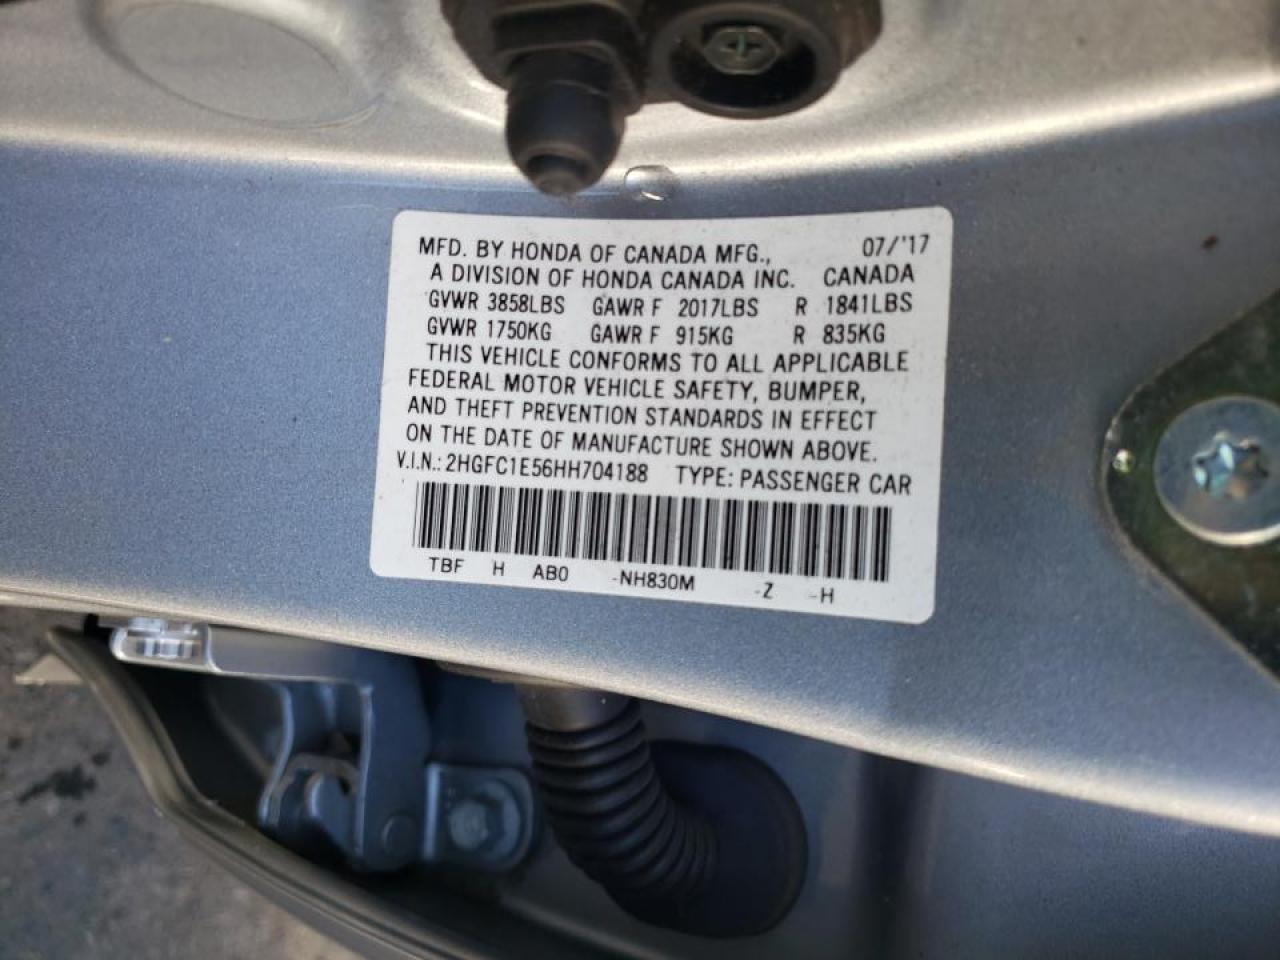 MFD. BY HONDA OF CANADA MFG., 07/'17
A DIVISION OF HONDA CANADA INC. CANADA
GVWR 3858LBS GAWR F 2017LBS R 1841LBS
GVWR 1750KG GAWR F 915KG R 835KG
THIS VEHICLE CONFORMS TO ALL APPLICABLE
FEDERAL MOTOR VEHICLE SAFETY, BUMPER,
AND THEFT PREVENTION STANDARDS IN EFFECT
ON THE DATE OF MANUFACTURE SHOWN ABOVE.
V.I.N.: 2HGFC1E56HH704188 TYPE: PASSENGER CAR
TBF H AB0 -NH830M -Z -H